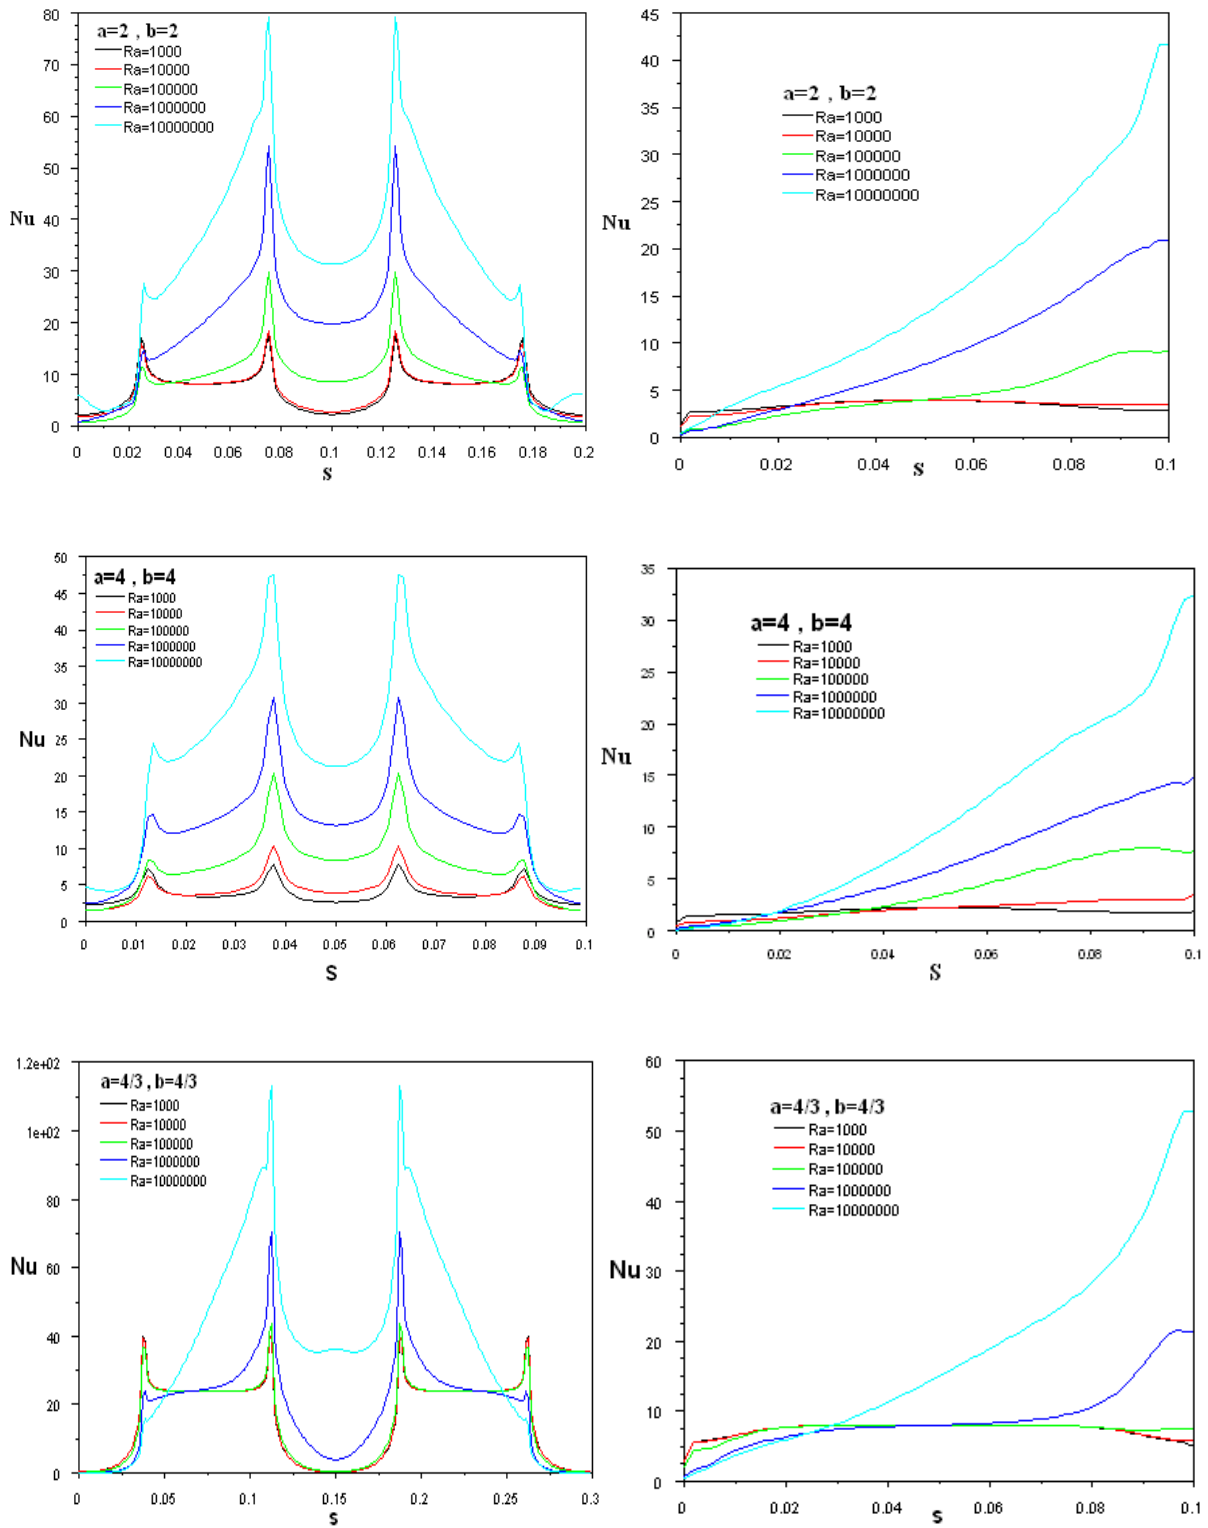 a=2 , b=2
Ra=1000
Ra=10000
Ra=100000
Ra=1000000
Ra=10000000
80
70
60
50
40
30
20
10
0
Nu
0 0.02 0.04 0.06 0.08 0.1 0.12 0.14 0.16 0.18 0.2
S
a=2 , b=2
Ra=1000
Ra=10000
Ra=100000
Ra=1000000
Ra=10000000
45
40
35
30
25
20
15
10
5
0
Nu
0 0.02 0.04 0.06 0.08 0.1
S
a=4 , b=4
Ra=1000
Ra=10000
Ra=100000
Ra=1000000
Ra=10000000
50
45
40
35
30
25
20
15
10
5
0
Nu
0 0.01 0.02 0.03 0.04 0.05 0.06 0.07 0.08 0.09 0.1
S
a=4 , b=4
Ra=1000
Ra=10000
Ra=100000
Ra=1000000
Ra=10000000
35
30
25
20
15
10
5
0
Nu
0 0.02 0.04 0.06 0.08 0.1
S
a=4/3 , b=4/3
Ra=1000
Ra=10000
Ra=100000
Ra=1000000
Ra=10000000
1.2e+02
1e+02
80
60
40
20
0
Nu
0 0.05 0.1 0.15 0.2 0.25 0.3
S
a=4/3 , b=4/3
Ra=1000
Ra=10000
Ra=100000
Ra=1000000
Ra=10000000
60
50
40
30
20
10
0
Nu
0 0.02 0.04 0.06 0.08 0.1
S